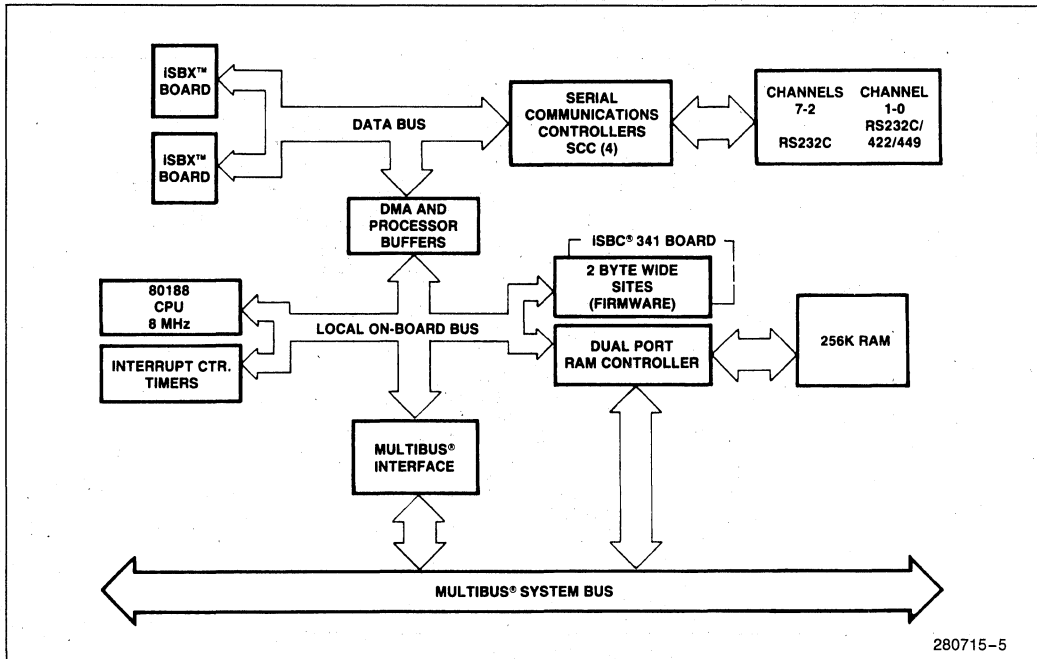 iSBX™
BOARD
iSBX™
BOARD
DATA BUS
SERIAL
COMMUNICATIONS
CONTROLLERS
SCC (4)
CHANNELS
7-2
RS232C
CHANNEL
1-0
RS232C/
422/449
DMA AND
PROCESSOR
BUFFERS
iSBC® 341 BOARD
2 BYTE WIDE
SITES
(FIRMWARE)
80188
CPU
8 MHz
LOCAL ON-BOARD BUS
INTERRUPT CTR.
TIMERS
DUAL PORT
RAM CONTROLLER
256K RAM
MULTIBUS®
INTERFACE
MULTIBUS® SYSTEM BUS
280715–5